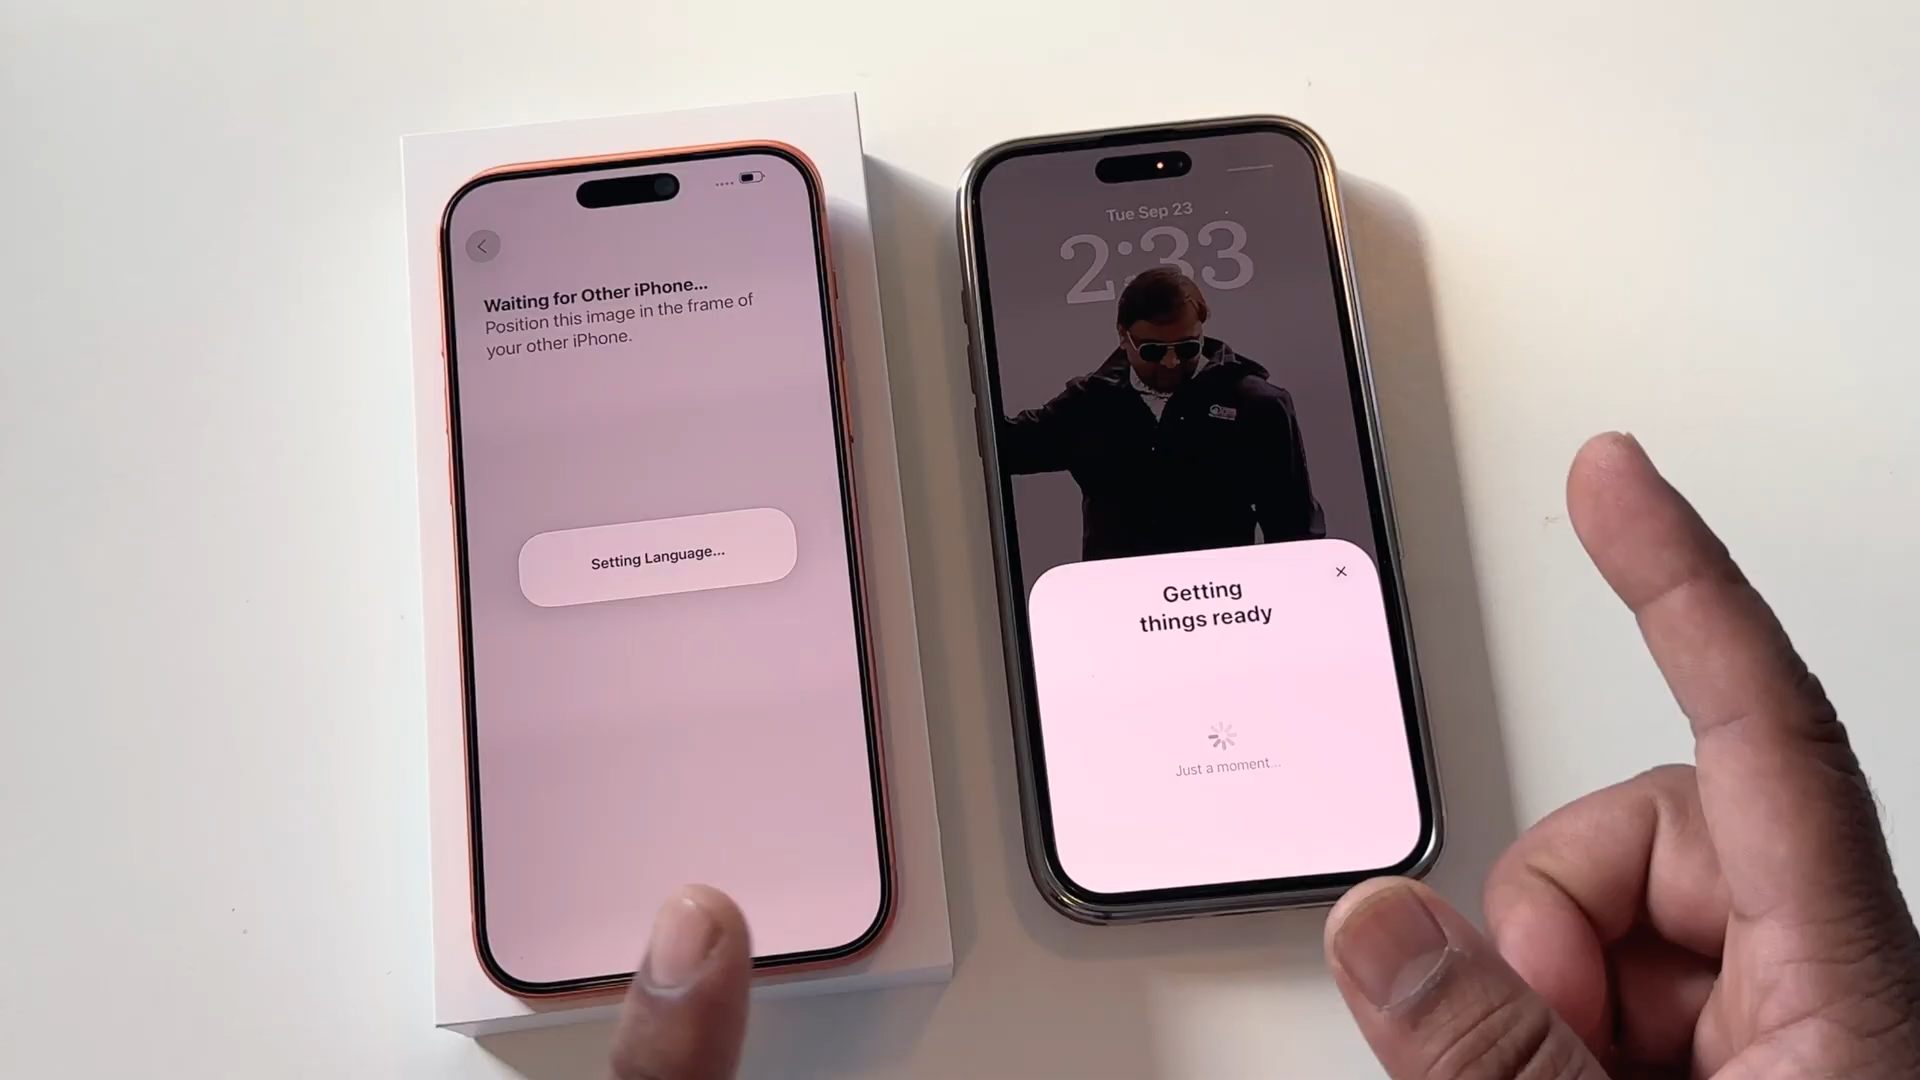 Waiting for Other iPhone...
Position this image in the frame of
your other iPhone.
Setting Language...
Tue Sep 23
2:33
Getting
things ready
Just a moment...